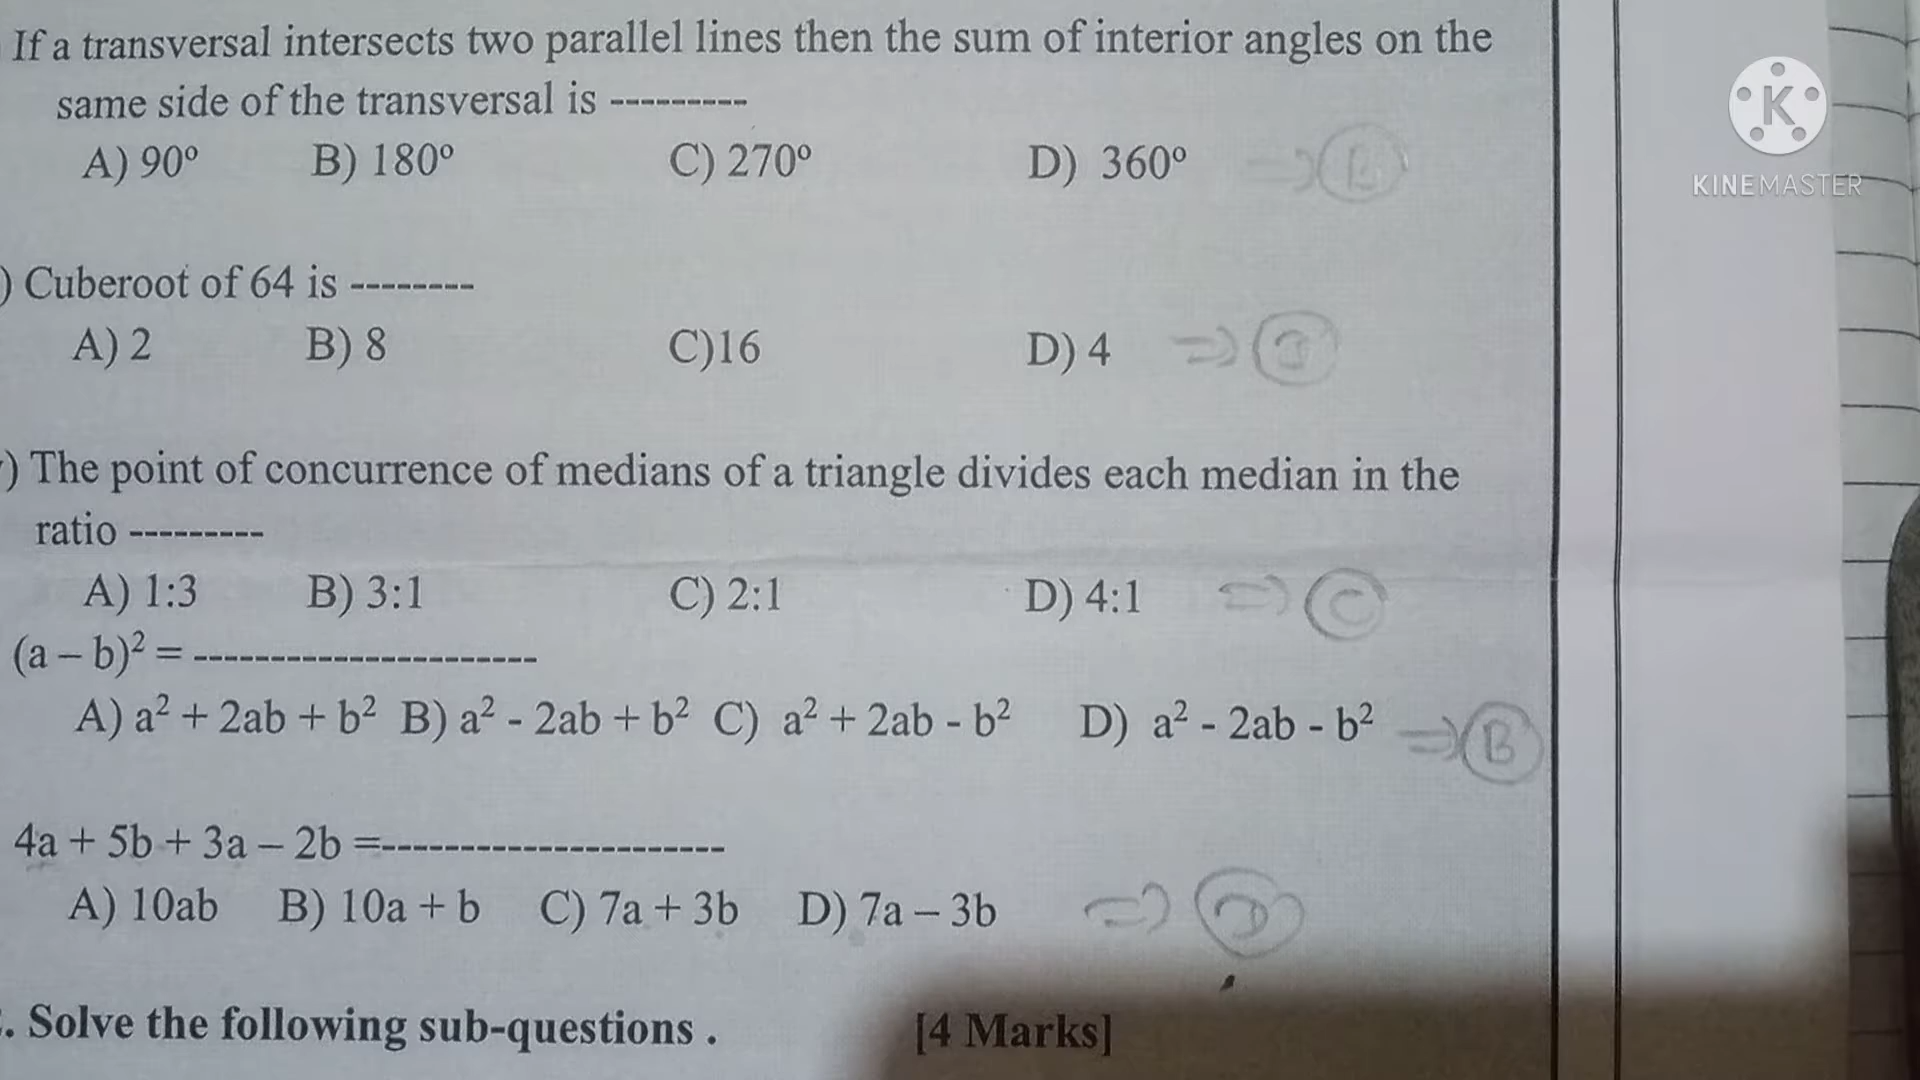 If a transversal intersects two parallel lines then the sum of interior angles on the
same side of the transversal is ---------
A) 90º B) 180º C) 270º D) 360º ⇒ B
) Cuberoot of 64 is --------
A) 2 B) 8 C)16 D) 4 ⇒
) The point of concurrence of medians of a triangle divides each median in the
ratio ---------
A) 1:3 B) 3:1 C) 2:1 D) 4:1 ⇒ C
(a – b)² = -----------------------
A) a² + 2ab + b² B) a² - 2ab + b² C) a² + 2ab - b² D) a² - 2ab - b² ⇒ B
4a + 5b + 3a – 2b =-----------------------
A) 10ab B) 10a + b C) 7a + 3b D) 7a – 3b ⇒ D
. Solve the following sub-questions . [4 Marks]
K
KINEMASTER